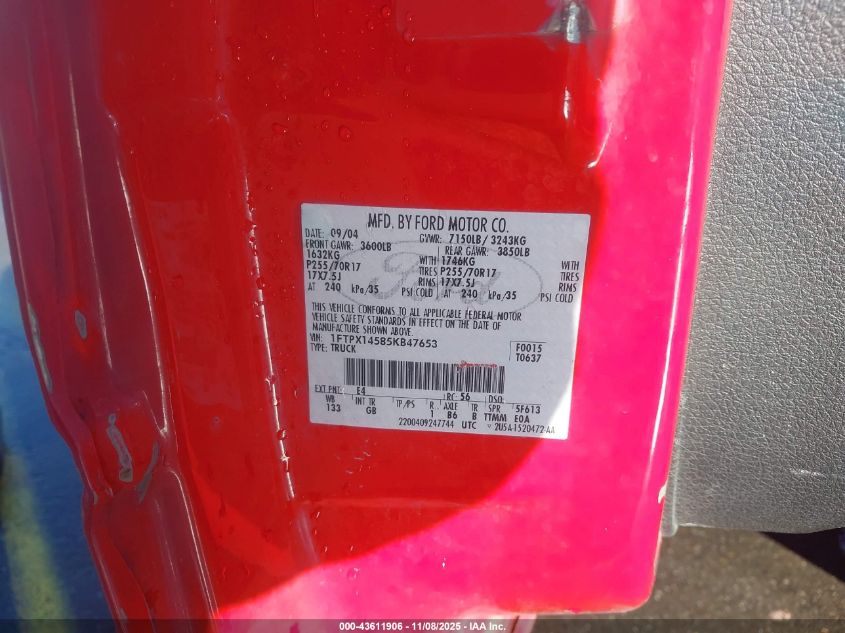 MFD. BY FORD MOTOR CO.
DATE: 09/04 GVWR: 7150LB/ 3243KG
FRONT GAWR: 3600LB REAR GAWR: 3850LB
1632KG WITH 1746KG WITH
P255/70R17 TIRES P255/70R17 TIRES
17X7.5J RIMS 17X7.5J RIMS
AT 240 kPa/35 PSI COLD AT 240 kPa/35 PSI COLD
THIS VEHICLE CONFORMS TO ALL APPLICABLE FEDERAL MOTOR
VEHICLE SAFETY STANDARDS IN EFFECT ON THE DATE OF
MANUFACTURE SHOWN ABOVE.
VIN: 1FTPX14585KB47653 F0015
TYPE: TRUCK T0637
EXT PNT: E4 RC: 56 DSO:
WB INT TR TP/PS R AXLE TR SPR 5F613
133 GB 1 B6 B TTMM E0A
2200409247744 UTC 2U5A-1520472-AA
Ford
000-43611906 - 11/08/2025 - IAA Inc.